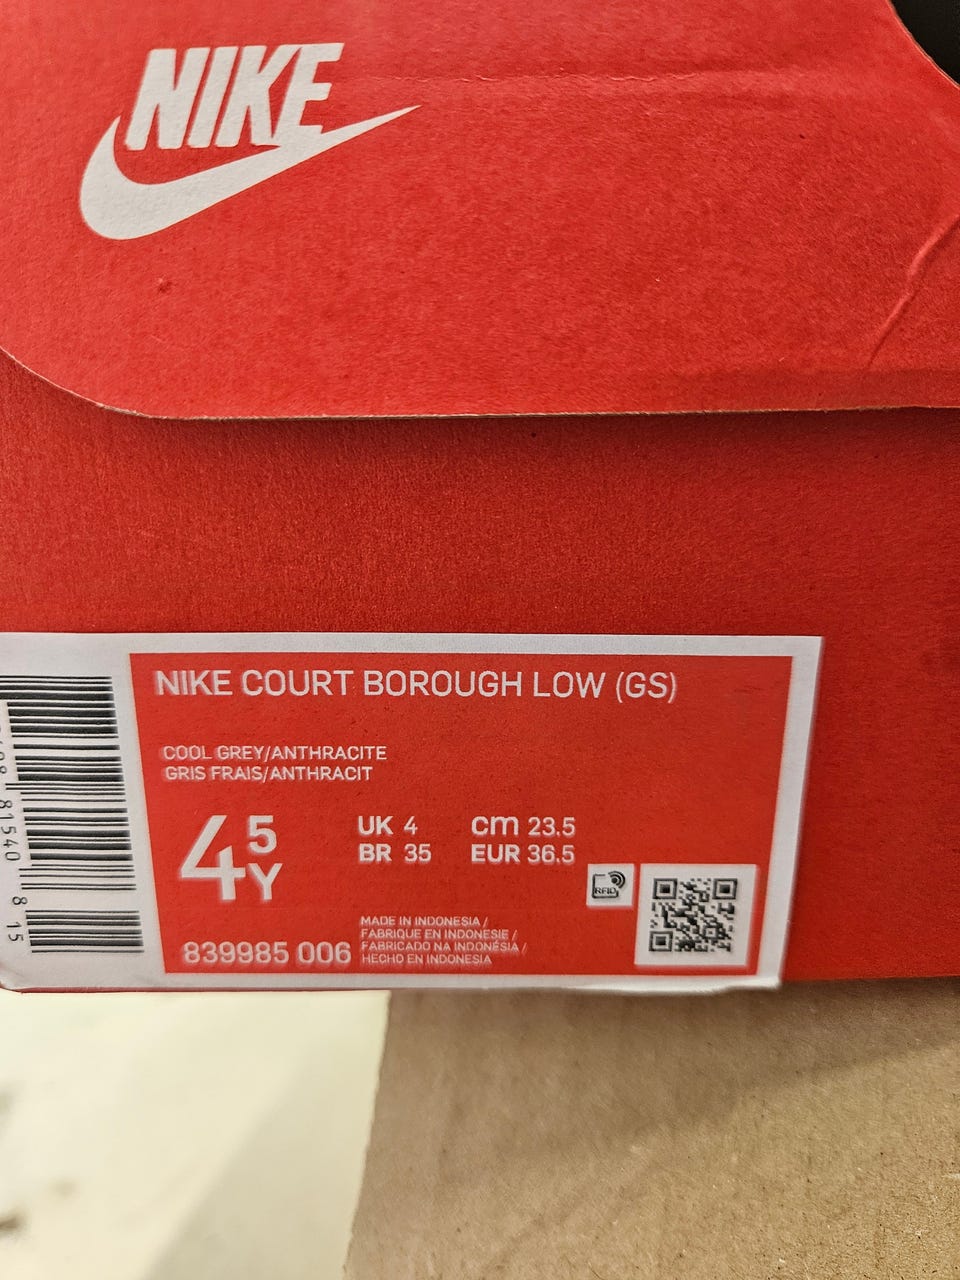 NIKE
NIKE COURT BOROUGH LOW (GS)
COOL GREY/ANTHRACITE
GRIS FRAIS/ANTHRACIT
4 5Y
UK 4
BR 35
cm 23.5
EUR 36.5
RFID
839985 006
MADE IN INDONESIA /
FABRIQUE EN INDONESIE /
FABRICADO NA INDONÉSIA /
HECHO EN INDONESIA
81540 8 15